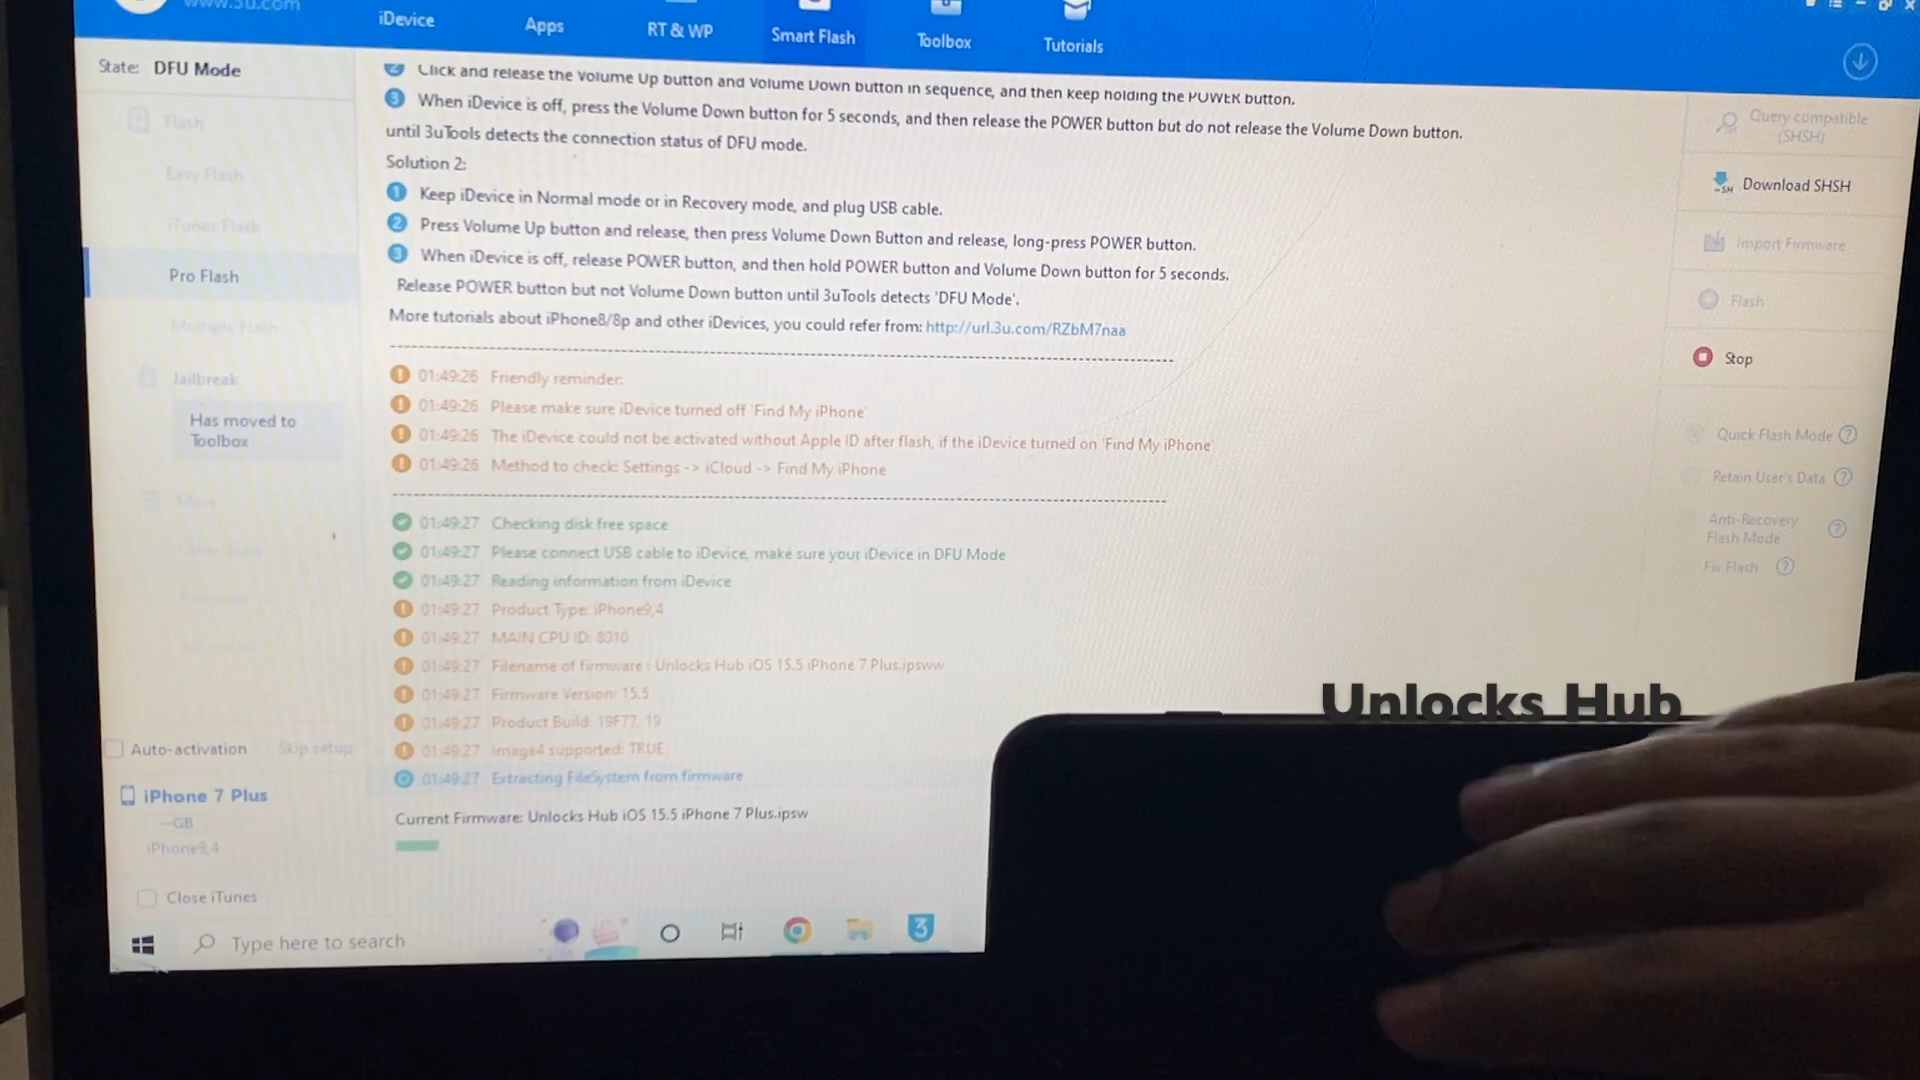 www.3u.com
iDevice
Apps
RT & WP
Smart Flash
Toolbox
Tutorials
State: DFU Mode
Flash
Easy Flash
iTunes Flash
Pro Flash
Multiple Flash
Jailbreak
Has moved to
Toolbox
More
2 Click and release the Volume Up button and Volume Down button in sequence, and then keep holding the POWER button.
3 When iDevice is off, press the Volume Down button for 5 seconds, and then release the POWER button but do not release the Volume Down button.
until 3uTools detects the connection status of DFU mode.
Solution 2:
1 Keep iDevice in Normal mode or in Recovery mode, and plug USB cable.
2 Press Volume Up button and release, then press Volume Down Button and release, long-press POWER button.
3 When iDevice is off, release POWER button, and then hold POWER button and Volume Down button for 5 seconds.
Release POWER button but not Volume Down button until 3uTools detects 'DFU Mode'.
More tutorials about iPhone8/8p and other iDevices, you could refer from: http://url.3u.com/RZbM7naa
01:49:26 Friendly reminder:
01:49:26 Please make sure iDevice turned off 'Find My iPhone'
01:49:26 The iDevice could not be activated without Apple ID after flash, if the iDevice turned on 'Find My iPhone'
01:49:26 Method to check: Settings -> iCloud -> Find My iPhone
01:49:27 Checking disk free space
01:49:27 Please connect USB cable to iDevice, make sure your iDevice in DFU Mode
01:49:27 Reading information from iDevice
01:49:27 Product Type: iPhone9,4
01:49:27 MAIN CPU ID: 8010
01:49:27 Filename of firmware : Unlocks Hub iOS 15.5 iPhone 7 Plus.ipsww
01:49:27 Firmware Version: 15.5
01:49:27 Product Build: 19F77, 19
01:49:27 Image4 supported: TRUE
01:49:27 Extracting FileSystem from firmware
Current Firmware: Unlocks Hub iOS 15.5 iPhone 7 Plus.ipsw
Query compatible
(SHSH)
Download SHSH
Import Firmware
Flash
Stop
Quick Flash Mode
Retain User's Data
Anti-Recovery
Flash Mode
Fix Flash
Unlocks Hub
Auto-activation
Skip setup
iPhone 7 Plus
--GB
iPhone9,4
Close iTunes
Type here to search
3